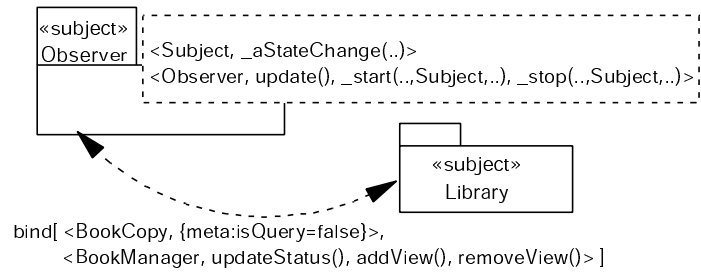 «subject»
Observer
<Subject, _aStateChange(..)>
<Observer, update(), _start(..,Subject,..), _stop(..,Subject,..)>
«subject»
Library
bind[ <BookCopy, {meta:isQuery=false}>,
<BookManager, updateStatus(), addView(), removeView()> ]